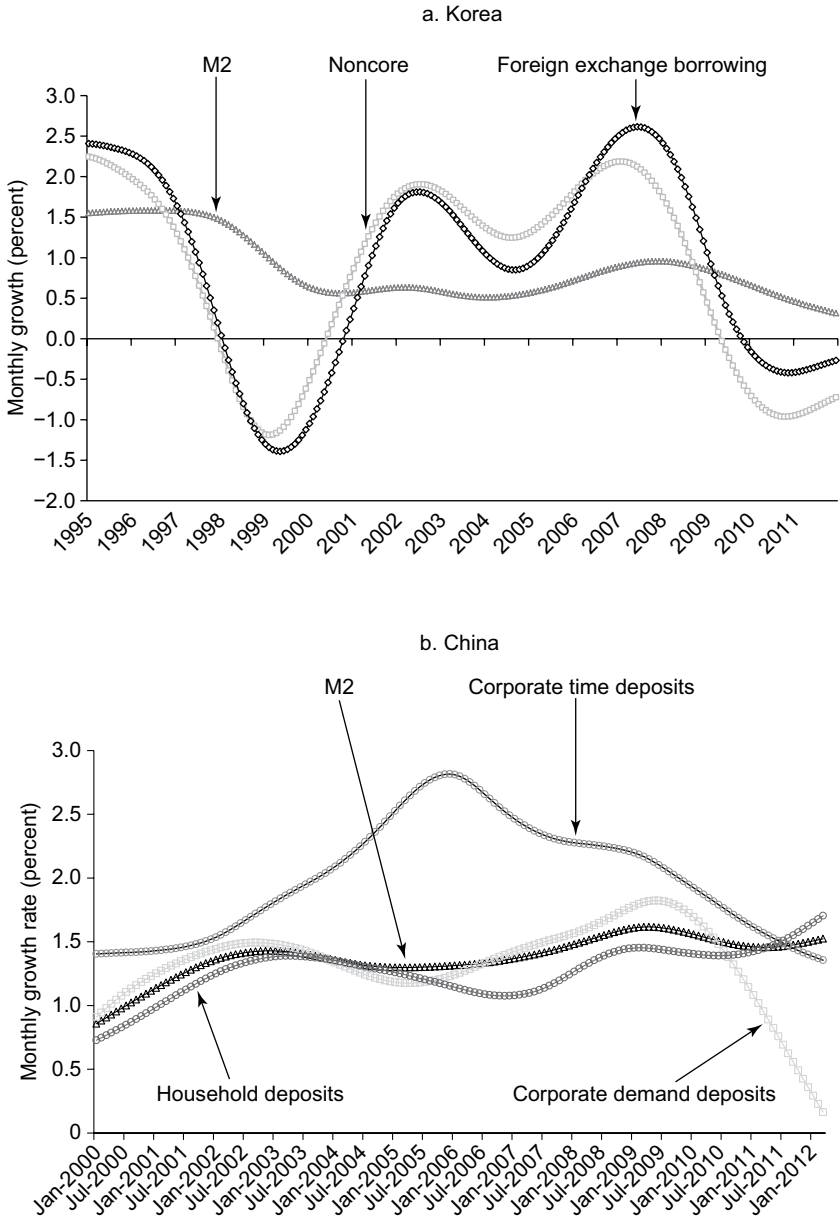 a. Korea
M2 Noncore Foreign exchange borrowing
Monthly growth (percent)
3.0
2.5
2.0
1.5
1.0
0.5
0.0
−0.5
−1.0
−1.5
−2.0
1995 1996 1997 1998 1999 2000 2001 2002 2003 2004 2005 2006 2007 2008 2009 2010 2011
b. China
M2 Corporate time deposits
Monthly growth rate (percent)
3.0
2.5
2.0
1.5
1.0
0.5
0
Household deposits Corporate demand deposits
Jan-2000 Jul-2000 Jan-2001 Jul-2001 Jan-2002 Jul-2002 Jan-2003 Jul-2003 Jan-2004 Jul-2004 Jan-2005 Jul-2005 Jan-2006 Jul-2006 Jan-2007 Jul-2007 Jan-2008 Jul-2008 Jan-2009 Jul-2009 Jan-2010 Jul-2010 Jan-2011 Jul-2011 Jan-2012